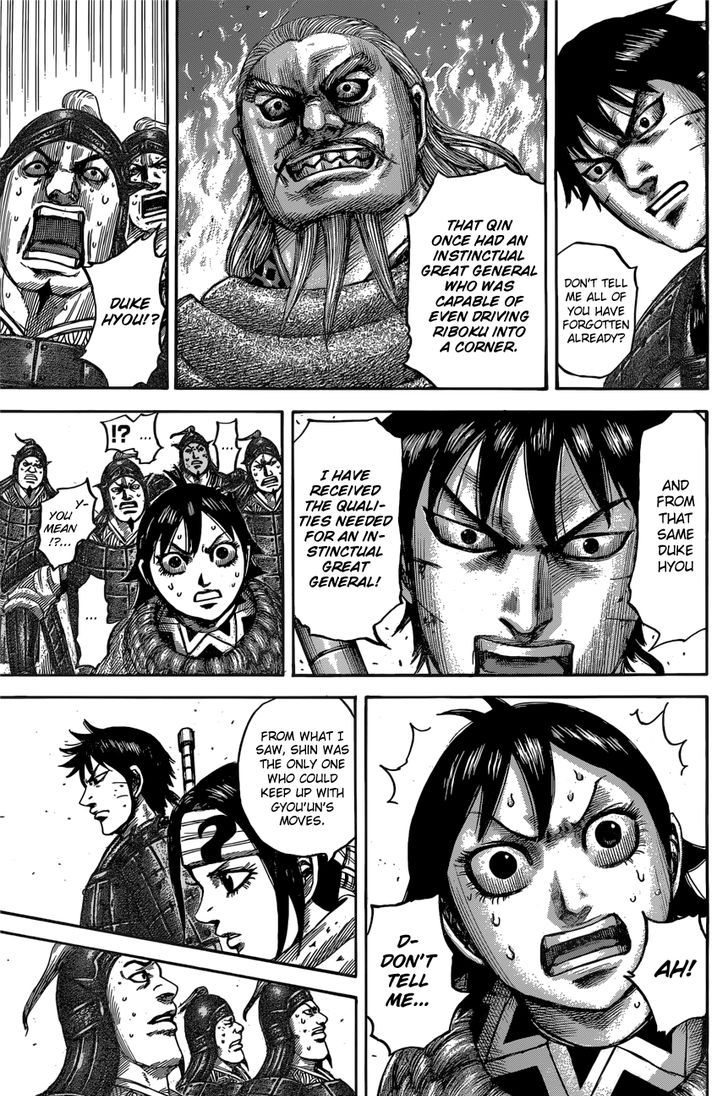 DON'T TELL
ME ALL OF
YOU HAVE
FORGOTTEN
ALREADY?
THAT QIN
ONCE HAD AN
INSTINCTUAL
GREAT GENERAL
WHO WAS
CAPABLE OF
EVEN DRIVING
RIBOKU INTO
A CORNER.
DUKE
HYOU!?
AND
FROM
THAT
SAME
DUKE
HYOU
I HAVE
RECEIVED
THE QUALI-
TIES NEEDED
FOR AN IN-
STINCTUAL
GREAT
GENERAL!
...
...
!?
Y-
YOU
MEAN
!?...
...
AH!
D-
DON'T
TELL
ME...
FROM WHAT I
SAW, SHIN WAS
THE ONLY ONE
WHO COULD
KEEP UP WITH
GYOU'UN'S
MOVES.